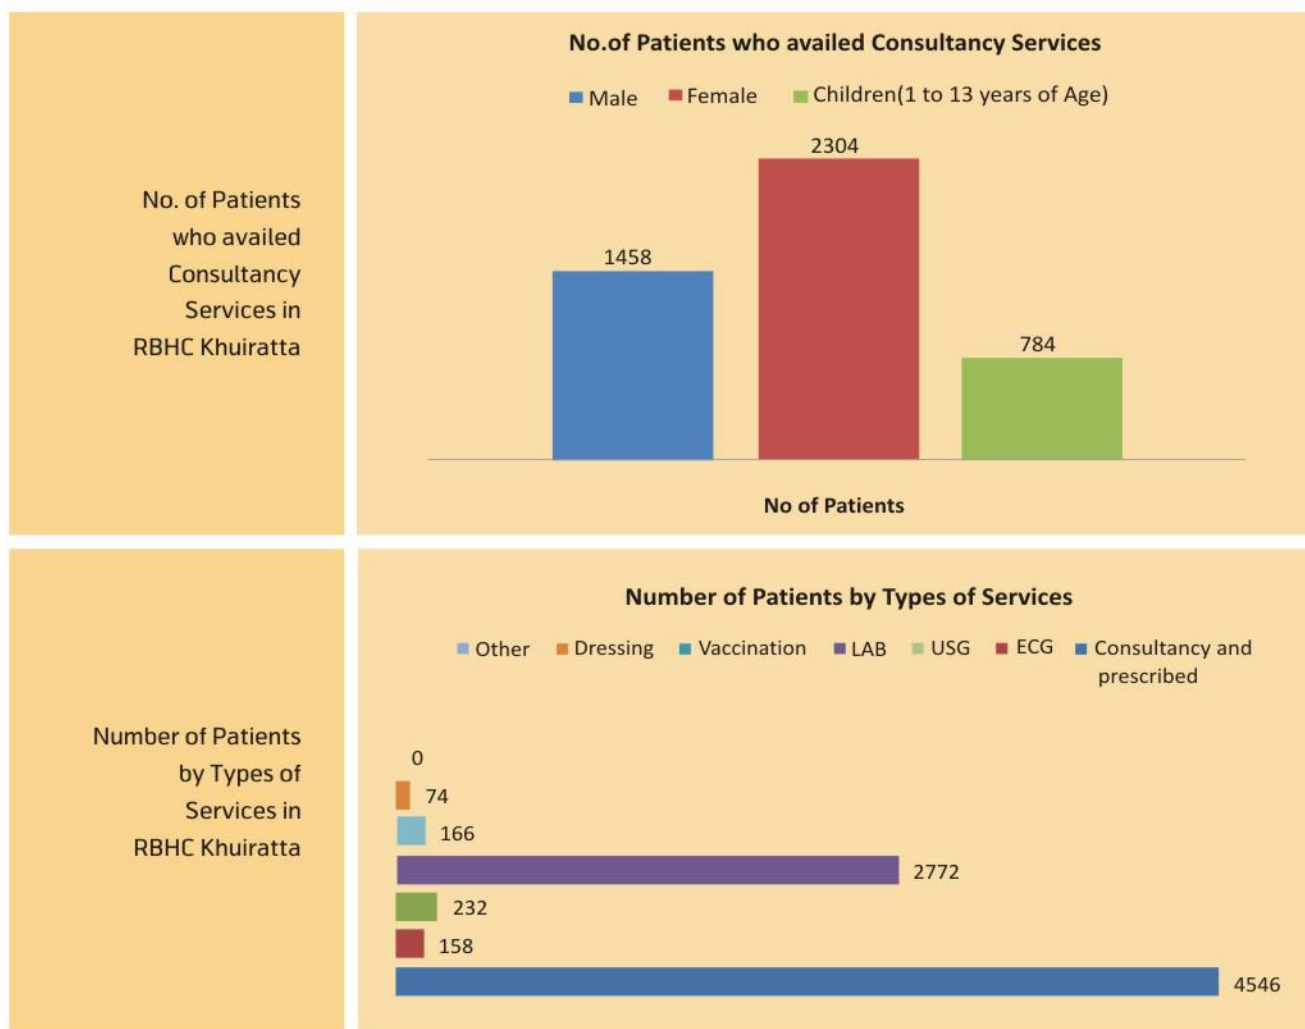 No. of Patients
who availed
Consultancy
Services in
RBHC Khuiratta
No.of Patients who availed Consultancy Services
Male Female Children(1 to 13 years of Age)
2304
1458
784
No of Patients
Number of Patients
by Types of
Services in
RBHC Khuiratta
Number of Patients by Types of Services
Other Dressing Vaccination LAB USG ECG Consultancy and
prescribed
0
74
166
2772
232
158
4546